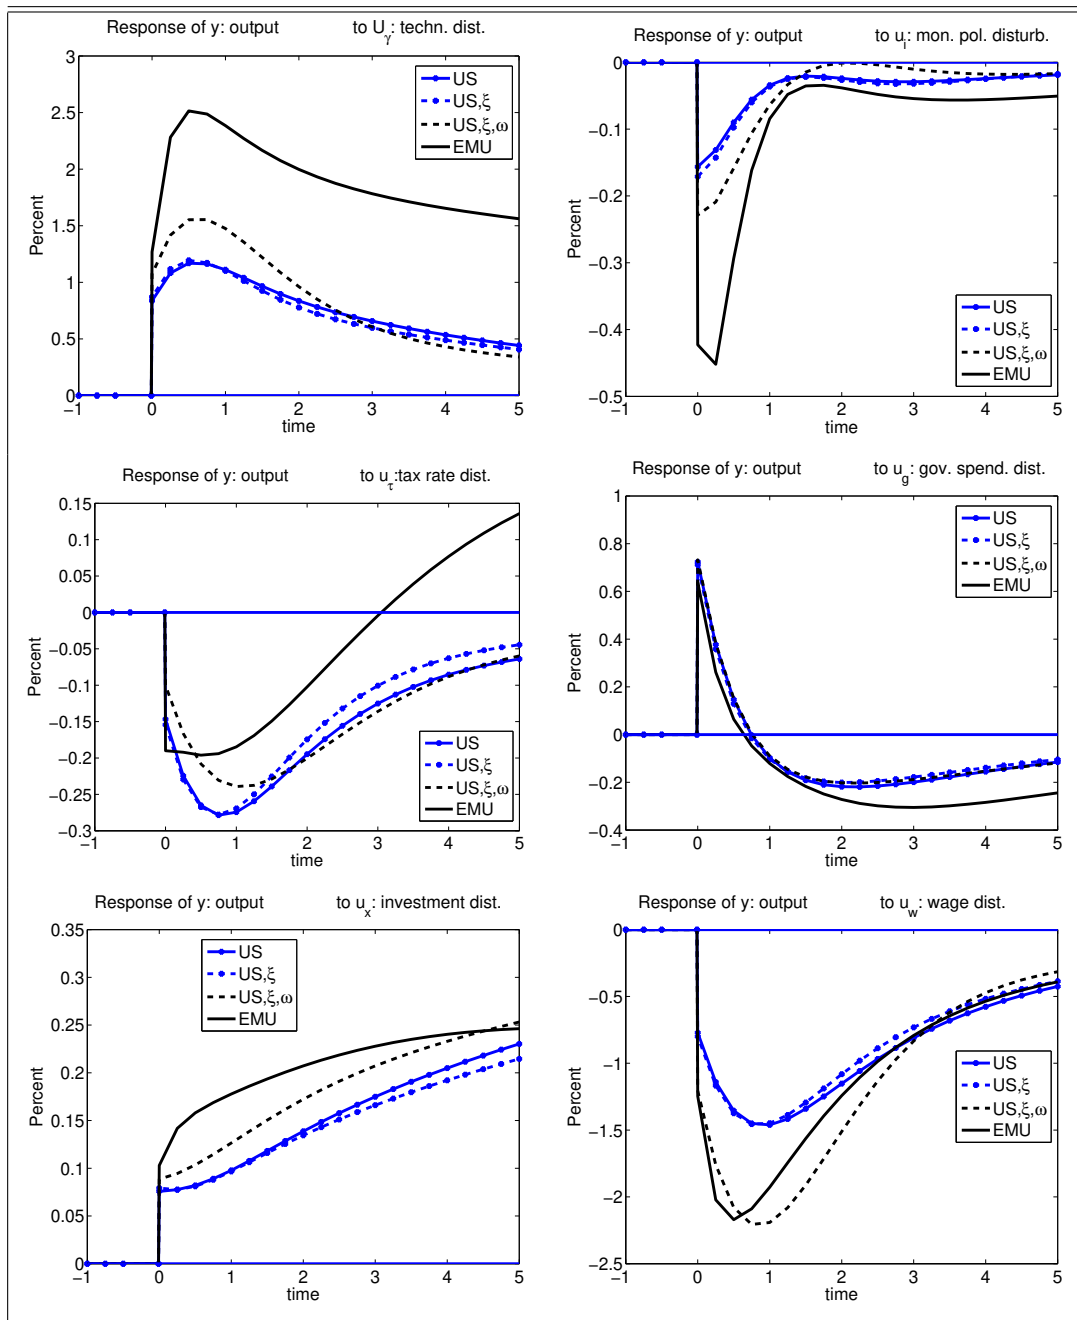 Response of y: output to U_γ: techn. dist.
3
2.5
2
1.5
1
0.5
0
Percent
−1 0 1 2 3 4 5
time
US
US,ξ
US,ξ,ω
EMU
Response of y: output to u_i: mon. pol. disturb.
0
−0.1
−0.2
−0.3
−0.4
−0.5
Percent
−1 0 1 2 3 4 5
time
US
US,ξ
US,ξ,ω
EMU
Response of y: output to u_τ:tax rate dist.
0.15
0.1
0.05
0
−0.05
−0.1
−0.15
−0.2
−0.25
−0.3
Percent
−1 0 1 2 3 4 5
time
US
US,ξ
US,ξ,ω
EMU
Response of y: output to u_g: gov. spend. dist.
1
0.8
0.6
0.4
0.2
0
−0.2
−0.4
Percent
−1 0 1 2 3 4 5
time
US
US,ξ
US,ξ,ω
EMU
Response of y: output to u_x: investment dist.
0.35
0.3
0.25
0.2
0.15
0.1
0.05
0
Percent
−1 0 1 2 3 4 5
time
US
US,ξ
US,ξ,ω
EMU
Response of y: output to u_w: wage dist.
0
−0.5
−1
−1.5
−2
−2.5
Percent
−1 0 1 2 3 4 5
time
US
US,ξ
US,ξ,ω
EMU